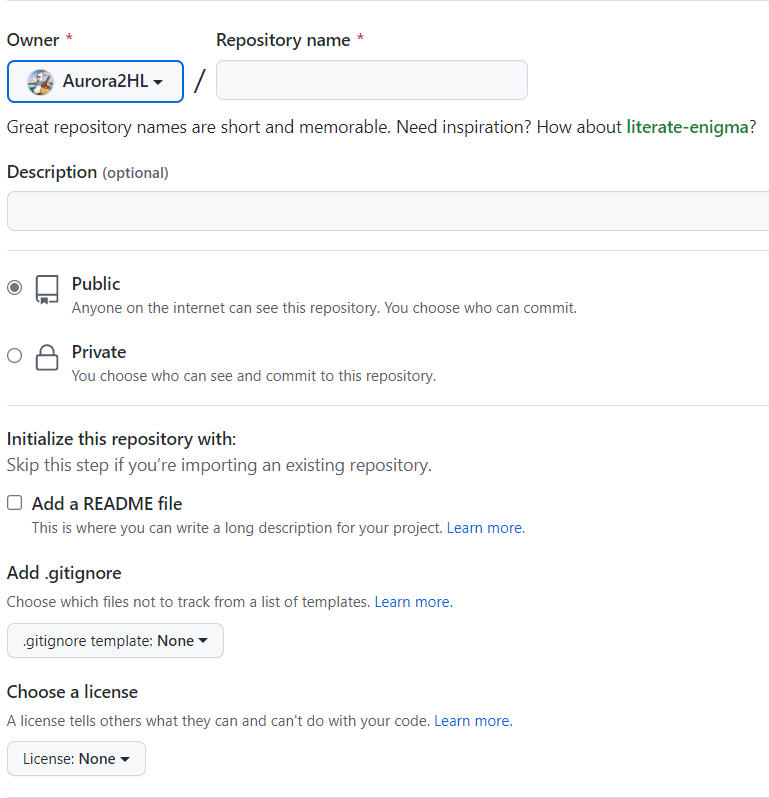 Owner * Repository name *
Aurora2HL /
Great repository names are short and memorable. Need inspiration? How about literate-enigma?
Description (optional)
Public
Anyone on the internet can see this repository. You choose who can commit.
Private
You choose who can see and commit to this repository.
Initialize this repository with:
Skip this step if you’re importing an existing repository.
Add a README file
This is where you can write a long description for your project. Learn more.
Add .gitignore
Choose which files not to track from a list of templates. Learn more.
.gitignore template: None
Choose a license
A license tells others what they can and can't do with your code. Learn more.
License: None